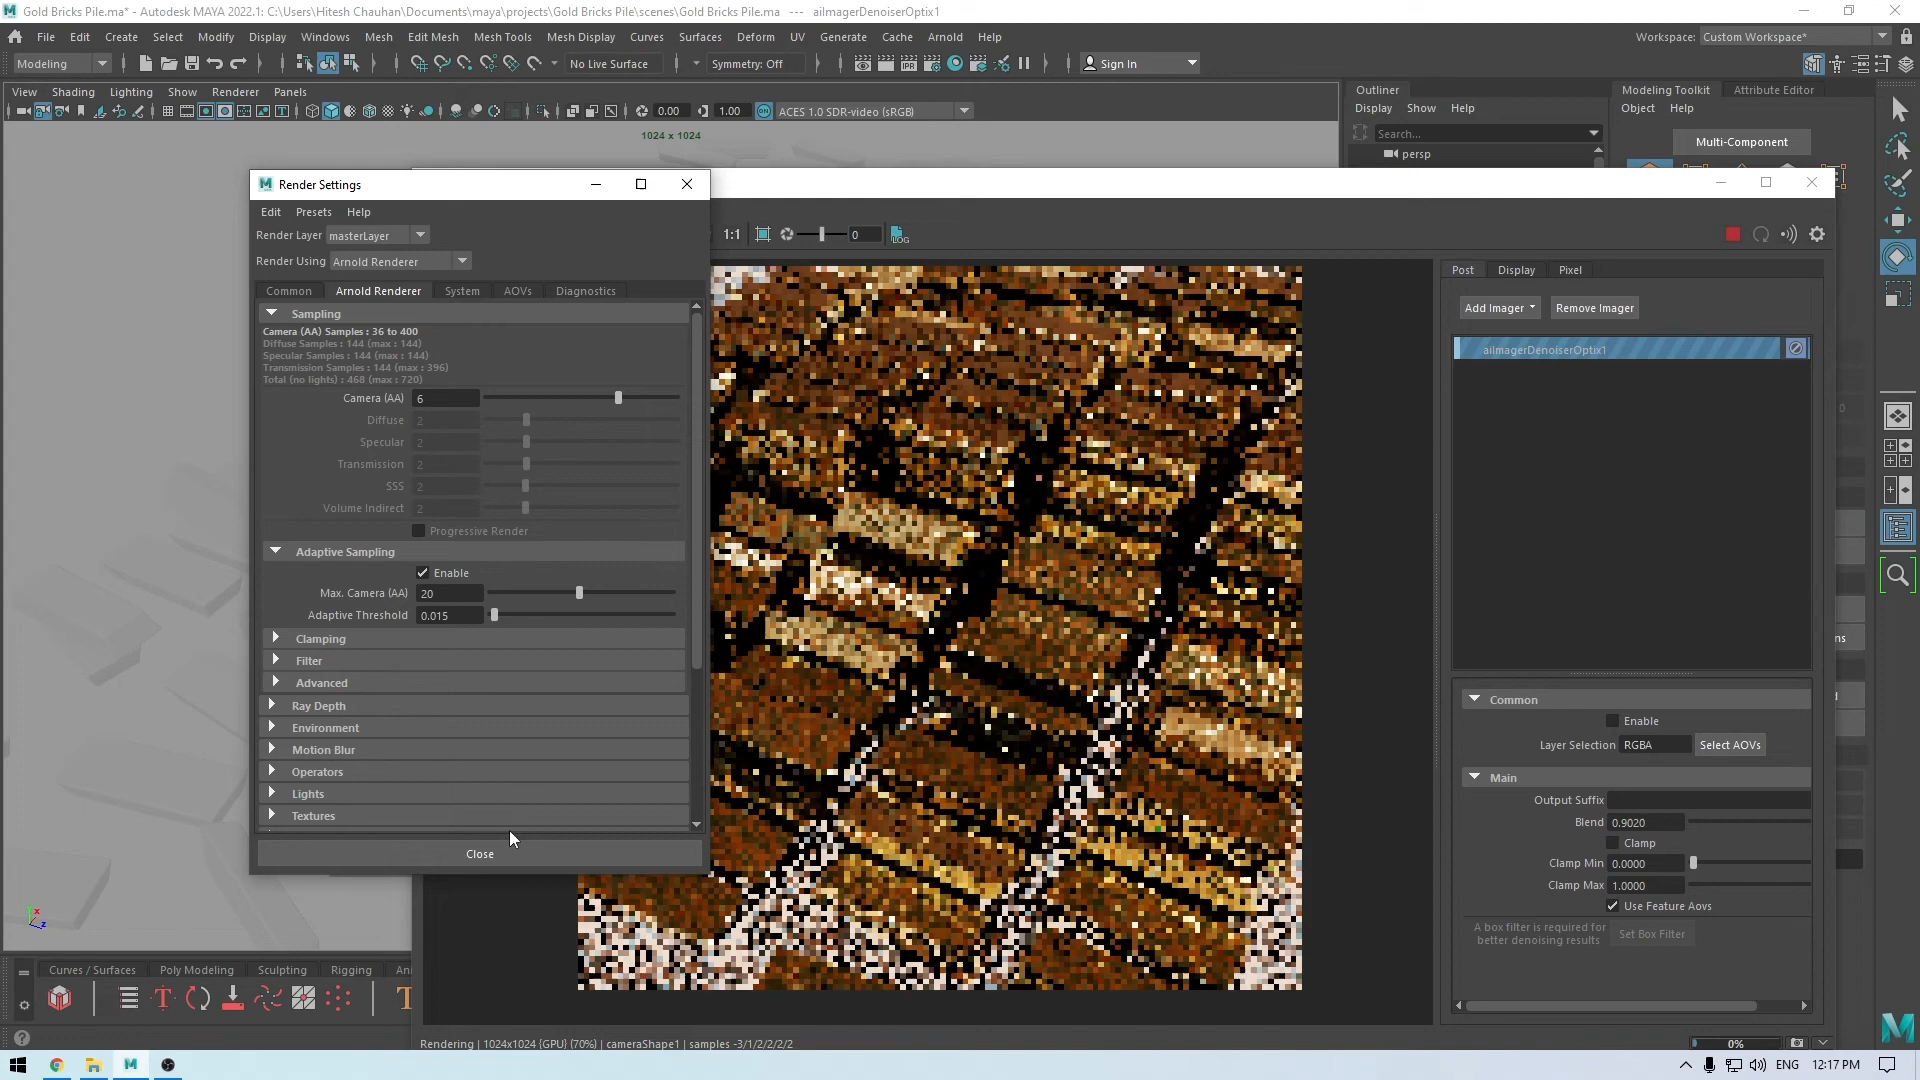 Gold Bricks Pile.ma* - Autodesk MAYA 2022.1: C:\Users\Hitesh Chauhan\Documents\maya\projects\Gold Bricks Pile\scenes\Gold Bricks Pile.ma --- aiImagerDenoiserOptix1
File Edit Create Select Modify Display Windows Mesh Edit Mesh Mesh Tools Mesh Display Curves Surfaces Deform UV Generate Cache Arnold Help
Workspace: Custom Workspace*
Modeling
No Live Surface
Symmetry: Off
IPR
Sign In
View Shading Lighting Show Renderer Panels
0.00
1.00
ACES 1.0 SDR-video (sRGB)
1024 x 1024
Outliner
Display Show Help
Search...
persp
Modeling Toolkit Attribute Editor
Object Help
Multi-Component
Render Settings
Edit Presets Help
Render Layer masterLayer
Render Using Arnold Renderer
Common Arnold Renderer System AOVs Diagnostics
Sampling
Camera (AA) Samples : 36 to 400
Diffuse Samples : 144 (max : 144)
Specular Samples : 144 (max : 144)
Transmission Samples : 144 (max : 396)
Total (no lights) : 468 (max : 720)
Camera (AA) 6
Diffuse 2
Specular 2
Transmission 2
SSS 2
Volume Indirect 2
Progressive Render
Adaptive Sampling
Enable
Max. Camera (AA) 20
Adaptive Threshold 0.015
Clamping
Filter
Advanced
Ray Depth
Environment
Motion Blur
Operators
Lights
Textures
Close
1:1
0
LOG
Post Display Pixel
Add Imager
Remove Imager
aiImagerDenoiserOptix1
Common
Enable
Layer Selection RGBA Select AOVs
Main
Output Suffix
Blend 0.9020
Clamp
Clamp Min 0.0000
Clamp Max 1.0000
Use Feature Aovs
A box filter is required for
better denoising results
Set Box Filter
Curves / Surfaces Poly Modeling Sculpting Rigging An
Rendering | 1024x1024 {GPU} (70%) | cameraShape1 | samples -3/1/2/2/2/2
0%
ENG 12:17 PM